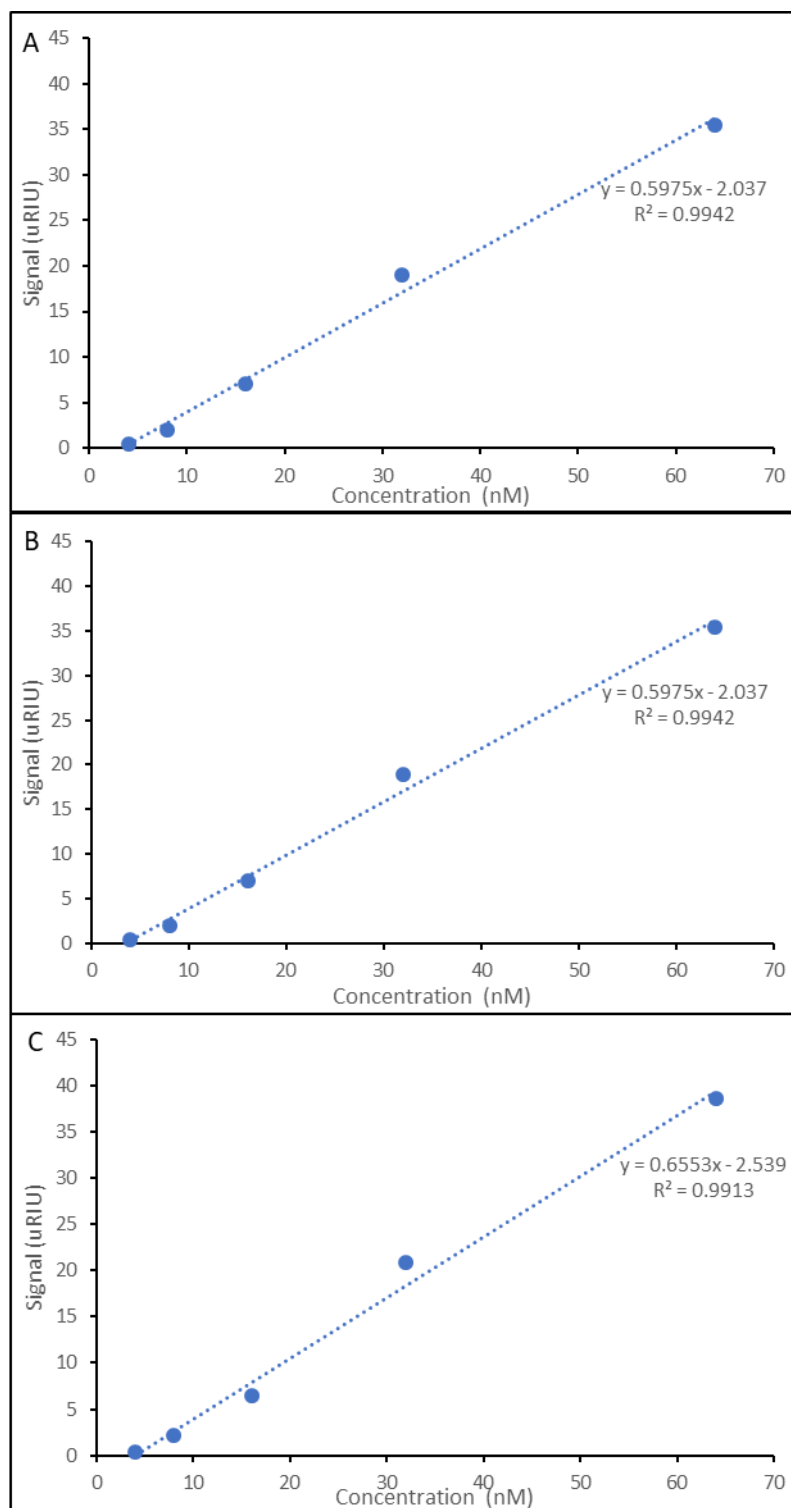 A
45
40
35
30
25
20
15
10
5
0
Signal (uRIU)
y = 0.5975x - 2.037
R² = 0.9942
0 10 20 30 40 50 60 70
Concentration (nM)
B
45
40
35
30
25
20
15
10
5
0
Signal (uRIU)
y = 0.5975x - 2.037
R² = 0.9942
0 10 20 30 40 50 60 70
Concentration (nM)
C
45
40
35
30
25
20
15
10
5
0
Signal (uRIU)
y = 0.6553x - 2.539
R² = 0.9913
0 10 20 30 40 50 60 70
Concentration (nM)